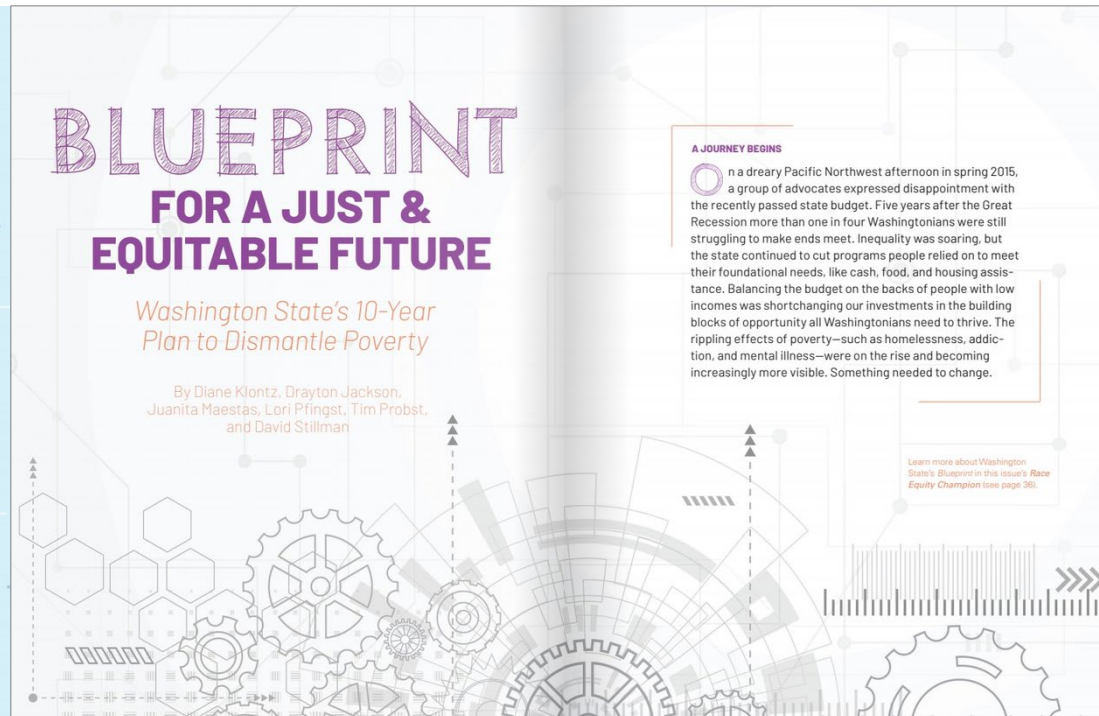 BLUEPRINT
FOR A JUST &
EQUITABLE FUTURE
Washington State's 10-Year
Plan to Dismantle Poverty
By Diane Klontz, Drayton Jackson,
Juanita Maestas, Lori Pfingst, Tim Probst,
and David Stillman
A JOURNEY BEGINS
On a dreary Pacific Northwest afternoon in spring 2015,
a group of advocates expressed disappointment with
the recently passed state budget. Five years after the Great
Recession more than one in four Washingtonians were still
struggling to make ends meet. Inequality was soaring, but
the state continued to cut programs people relied on to meet
their foundational needs, like cash, food, and housing assis-
tance. Balancing the budget on the backs of people with low
incomes was shortchanging our investments in the building
blocks of opportunity all Washingtonians need to thrive. The
rippling effects of poverty—such as homelessness, addic-
tion, and mental illness—were on the rise and becoming
increasingly more visible. Something needed to change.
Learn more about Washington
State's Blueprint in this issue's Race
Equity Champion (see page 36).